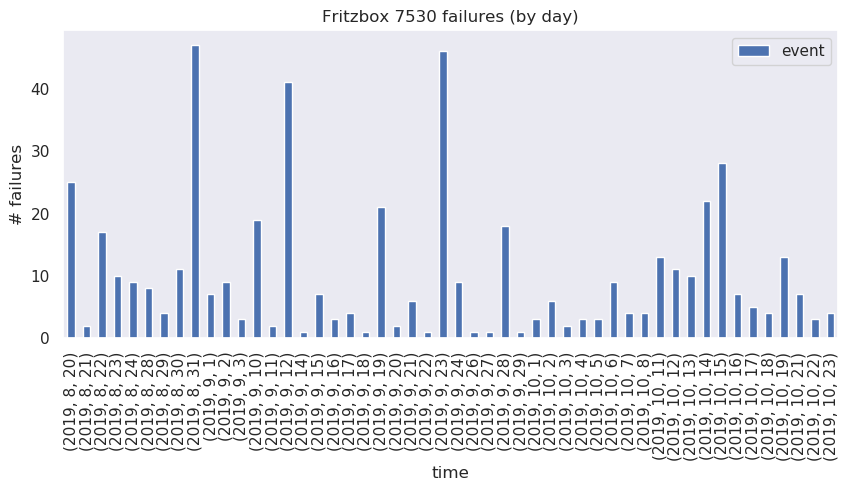 Fritzbox 7530 failures (by day)
event
# failures
40
30
20
10
0
(2019, 8, 20)
(2019, 8, 21)
(2019, 8, 22)
(2019, 8, 23)
(2019, 8, 24)
(2019, 8, 28)
(2019, 8, 29)
(2019, 8, 30)
(2019, 8, 31)
(2019, 9, 1)
(2019, 9, 2)
(2019, 9, 3)
(2019, 9, 10)
(2019, 9, 11)
(2019, 9, 12)
(2019, 9, 14)
(2019, 9, 15)
(2019, 9, 16)
(2019, 9, 17)
(2019, 9, 18)
(2019, 9, 19)
(2019, 9, 20)
(2019, 9, 21)
(2019, 9, 22)
(2019, 9, 23)
(2019, 9, 24)
(2019, 9, 26)
(2019, 9, 27)
(2019, 9, 28)
(2019, 9, 29)
(2019, 10, 1)
(2019, 10, 2)
(2019, 10, 3)
(2019, 10, 4)
(2019, 10, 5)
(2019, 10, 6)
(2019, 10, 7)
(2019, 10, 8)
(2019, 10, 11)
(2019, 10, 12)
(2019, 10, 13)
(2019, 10, 14)
(2019, 10, 15)
(2019, 10, 16)
(2019, 10, 17)
(2019, 10, 18)
(2019, 10, 19)
(2019, 10, 21)
(2019, 10, 22)
(2019, 10, 23)
time